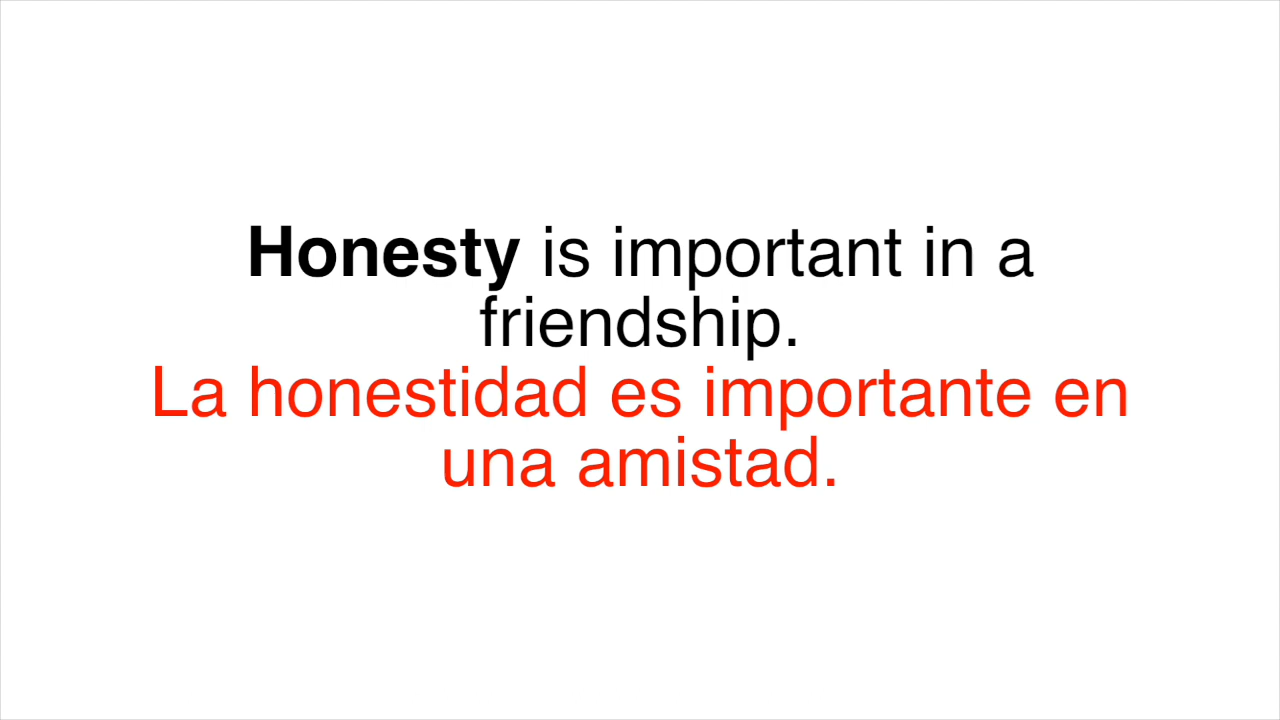 Honesty is important in a
friendship.
La honestidad es importante en
una amistad.